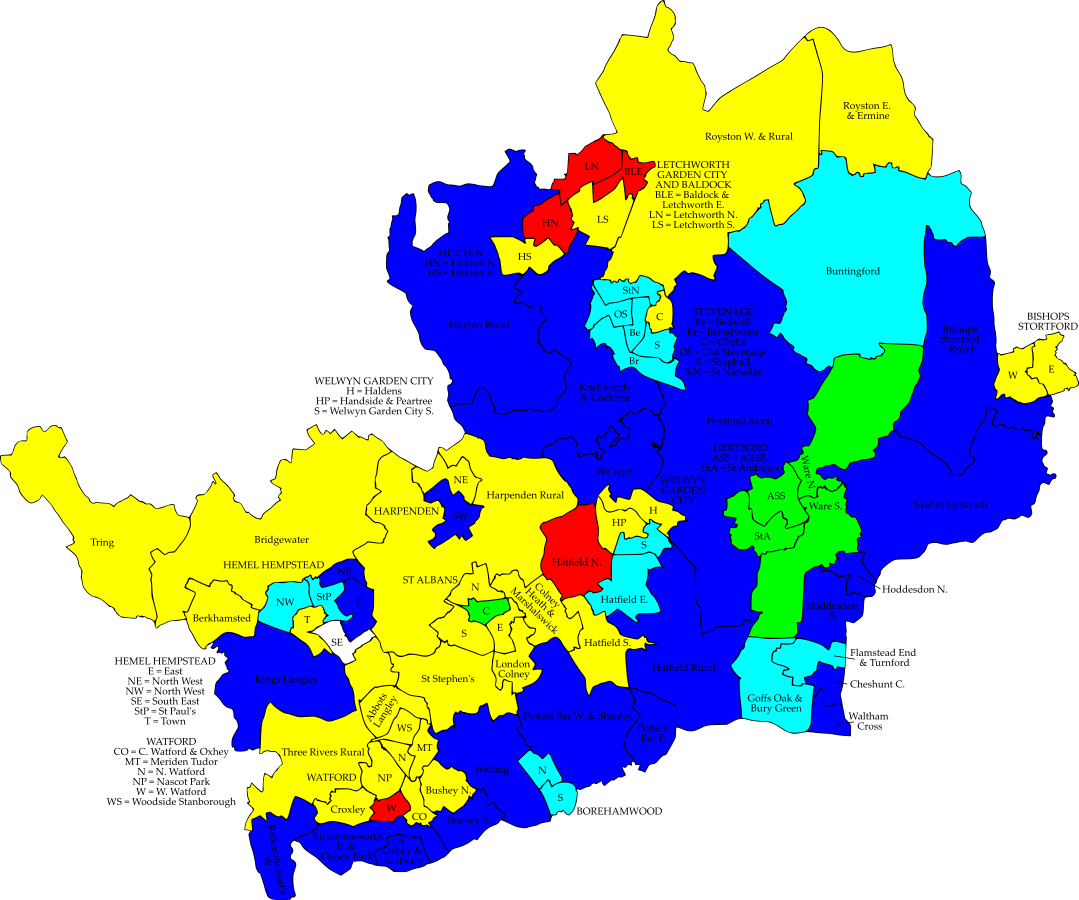 Royston E.
& Ermine
Royston W. & Rural
LN
BLE
LETCHWORTH
GARDEN CITY
AND BALDOCK
BLE = Baldock &
Letchworth E.
LN = Letchworth N.
LS = Letchworth S.
HN
LS
HITCHIN
HN = Hitchin N.
HS = Hitchin S.
HS
Buntingford
StN
OS
C
Be
S
Br
STEVENAGE
Be = Bedwell
Br = Broadwater
C = Chells
OS = Old Stevenage
S = Shephall
StN = St Nicholas
Hitchin Rural
Bishops
Stortford
Rural
BISHOPS
STORTFORD
W
E
WELWYN GARDEN CITY
H = Haldens
HP = Handside & Peartree
S = Welwyn Garden City S.
Knebworth
& Codicote
Hertford Rural
HERTFORD
ASS = All SS
StA = St Andrews
Welwyn
WELWYN
GARDEN
CITY
Ware N.
ASS
Ware S.
StA
Sawbridgeworth
NE
Harpenden Rural
HARPENDEN
SW
H
HP
S
Tring
Bridgewater
HEMEL HEMPSTEAD
NE
Hatfield N.
ST ALBANS
N
Colney
Heath &
Marshalswick
NW
StP
E
T
SE
C
S
E
Hatfield E.
Berkhamsted
Hatfield S.
Hoddesdon N.
Hoddesdon
S.
HEMEL HEMPSTEAD
E = East
NE = North West
NW = North West
SE = South East
StP = St Paul's
T = Town
Kings Langley
St Stephen's
London
Colney
Hatfield Rural
Flamstead End
& Turnford
Cheshunt C.
Goffs Oak &
Bury Green
Waltham
Cross
Abbots
Langley
WS
Potters Bar W. & Shenley
Potters
Bar E.
WATFORD
CO = C. Watford & Oxhey
MT = Meriden Tudor
N = N. Watford
NP = Nascot Park
W = W. Watford
WS = Woodside Stanborough
Three Rivers Rural
WATFORD
N
MT
NP
Watling
N
S
BOREHAMWOOD
Bushey N.
Croxley
W
CO
Bushey S.
Rickmansworth
W.
Rickmansworth
E. &
Oxhey Park
S.
Oxhey &